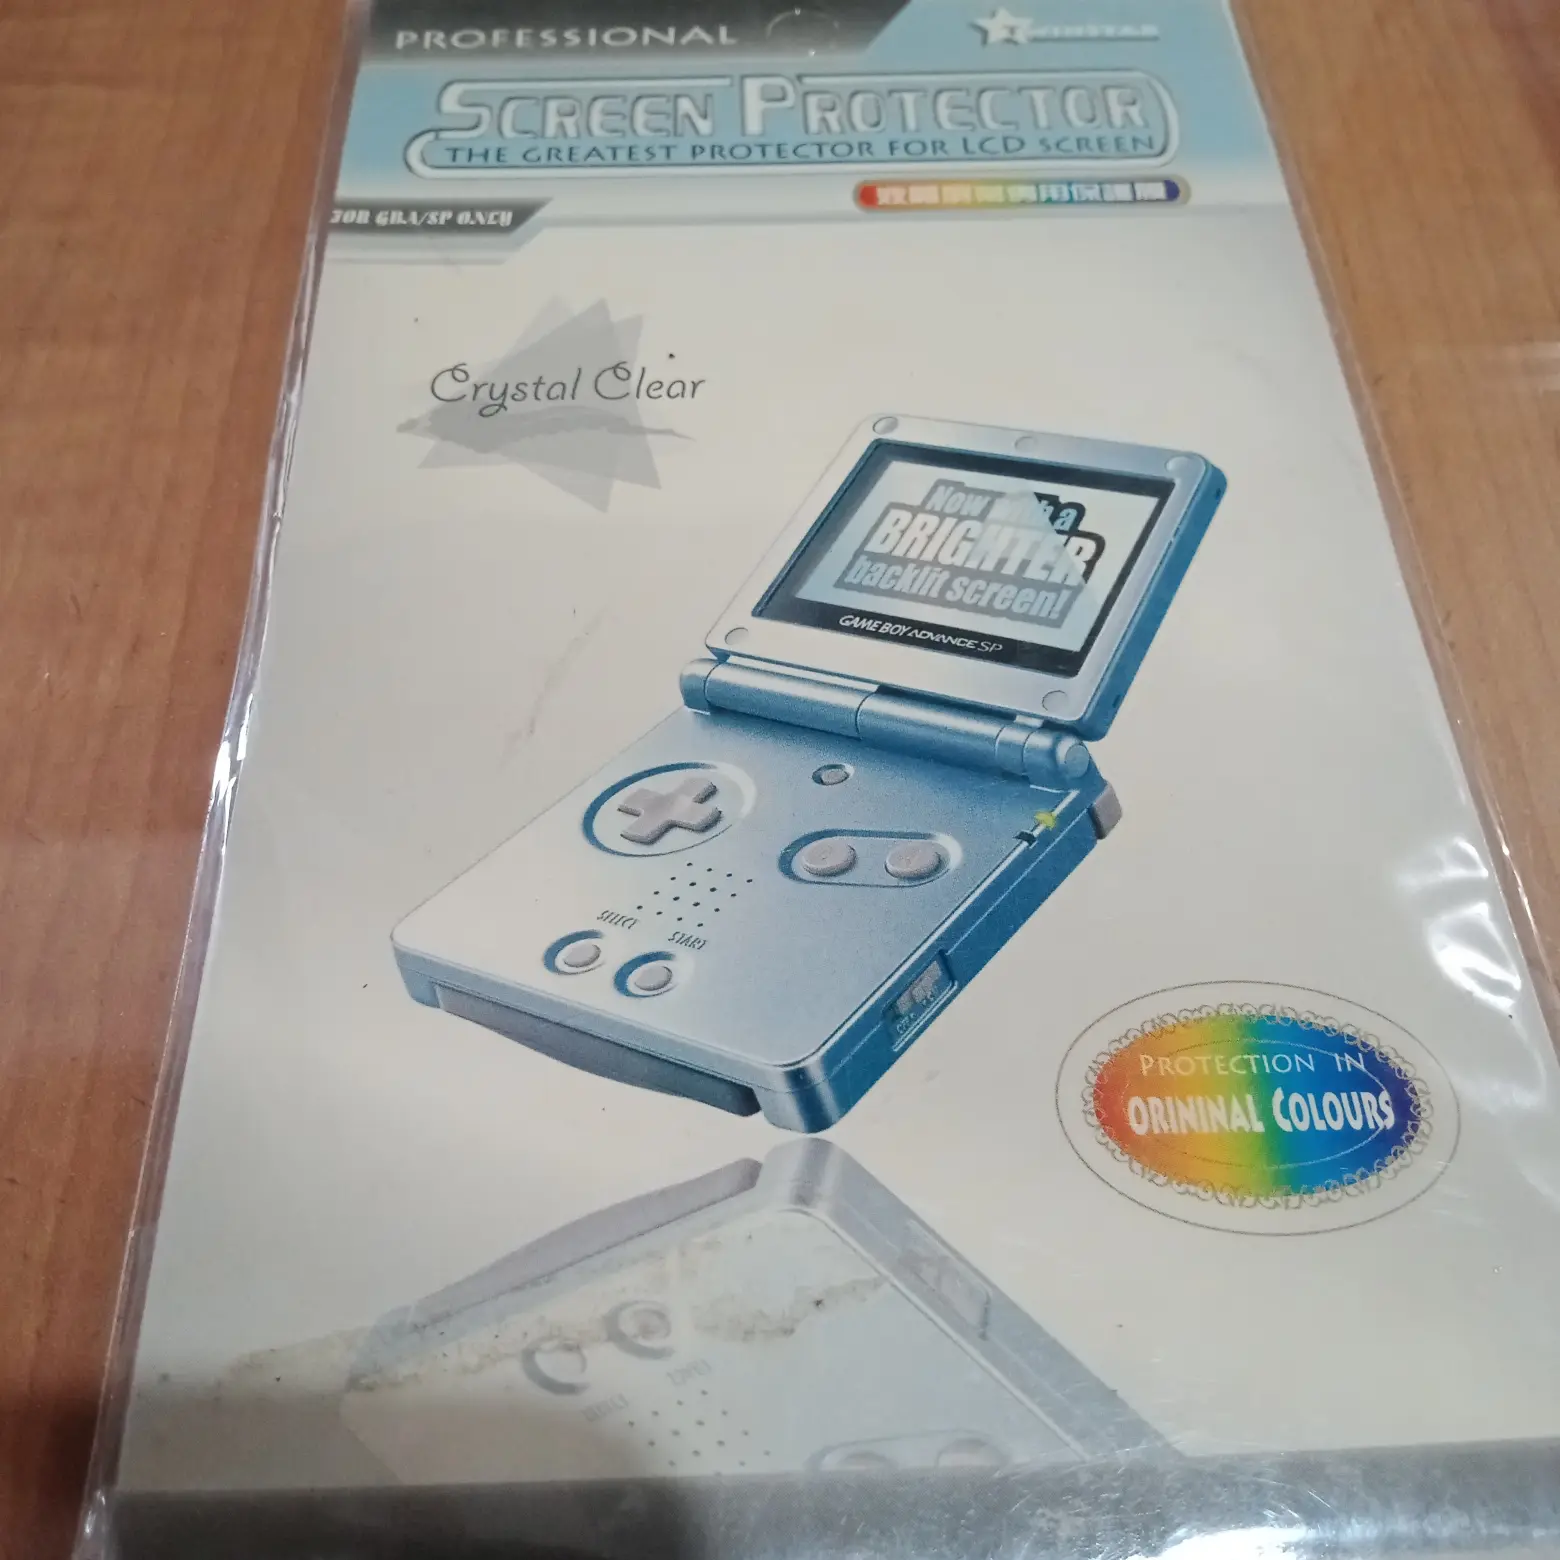 PROFESSIONAL
WINSTAR
SCREEN PROTECTOR
THE GREATEST PROTECTOR FOR LCD SCREEN
FOR GBA/SP ONLY
Crystal Clear
Now with a
BRIGHTER
backlit screen!
GAME BOY ADVANCE SP
SELECT
START
PROTECTION IN
ORININAL COLOURS